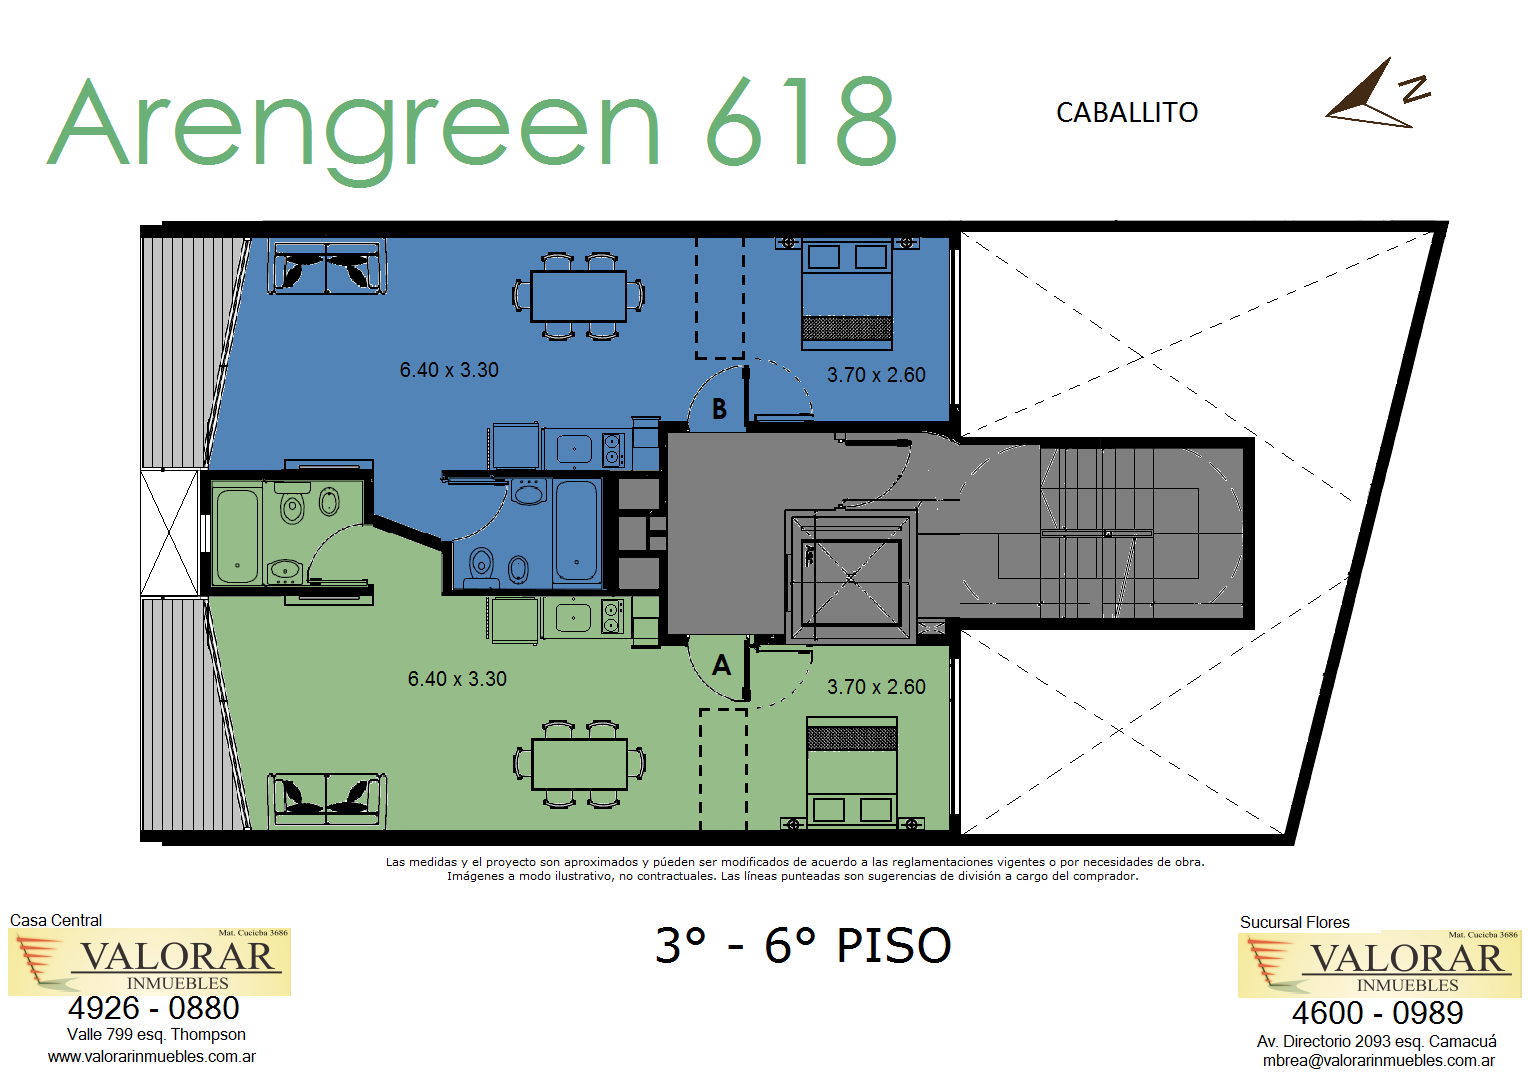 Arengreen 618
CABALLITO
N
6.40 x 3.30
3.70 x 2.60
B
A
6.40 x 3.30
3.70 x 2.60
Las medidas y el proyecto son aproximados y púeden ser modificados de acuerdo a las reglamentaciones vigentes o por necesidades de obra.
Imágenes a modo ilustrativo, no contractuales. Las líneas punteadas son sugerencias de división a cargo del comprador.
3° - 6° PISO
Casa Central
Mat. Cucicba 3686
VALORAR
INMUEBLES
4926 - 0880
Valle 799 esq. Thompson
www.valorarinmuebles.com.ar
Sucursal Flores
Mat. Cucicba 3686
VALORAR
INMUEBLES
4600 - 0989
Av. Directorio 2093 esq. Camacuá
mbrea@valorarinmuebles.com.ar